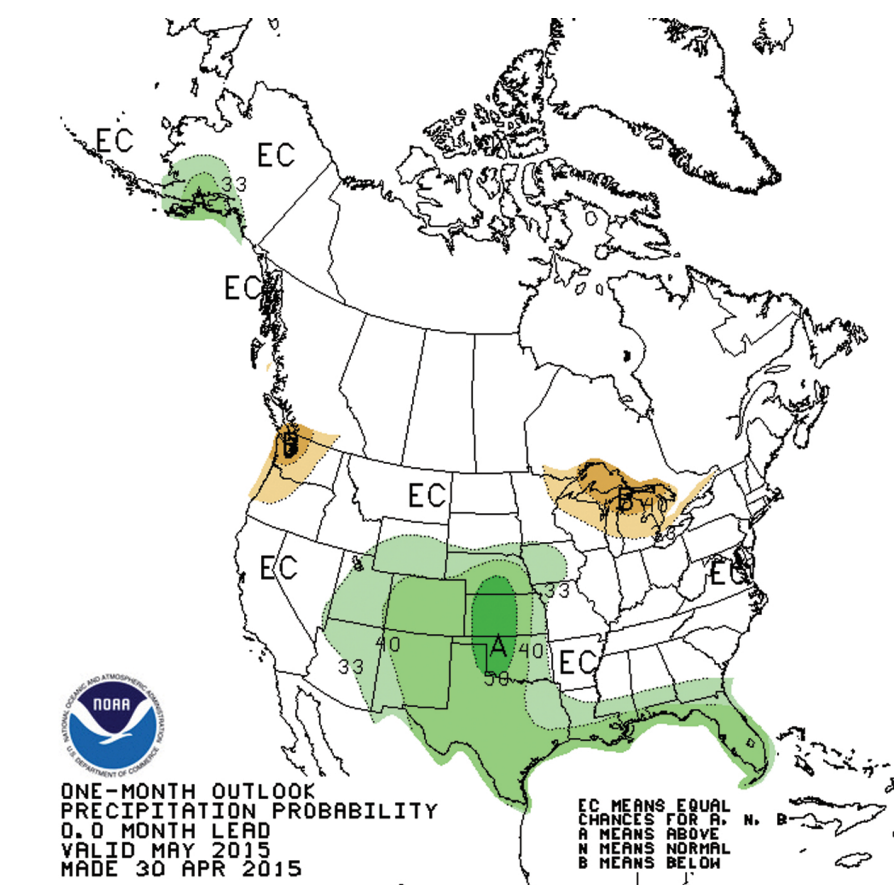 EC
EC
33
A
EC
B
EC
B 40
33
EC
EC
33
40
A
40
EC
33
50
NATIONAL OCEANIC AND ATMOSPHERIC ADMINISTRATION
NOAA
U.S. DEPARTMENT OF COMMERCE
ONE-MONTH OUTLOOK
PRECIPITATION PROBABILITY
0.0 MONTH LEAD
VALID MAY 2015
MADE 30 APR 2015
EC MEANS EQUAL
CHANCES FOR A, N, B
A MEANS ABOVE
N MEANS NORMAL
B MEANS BELOW